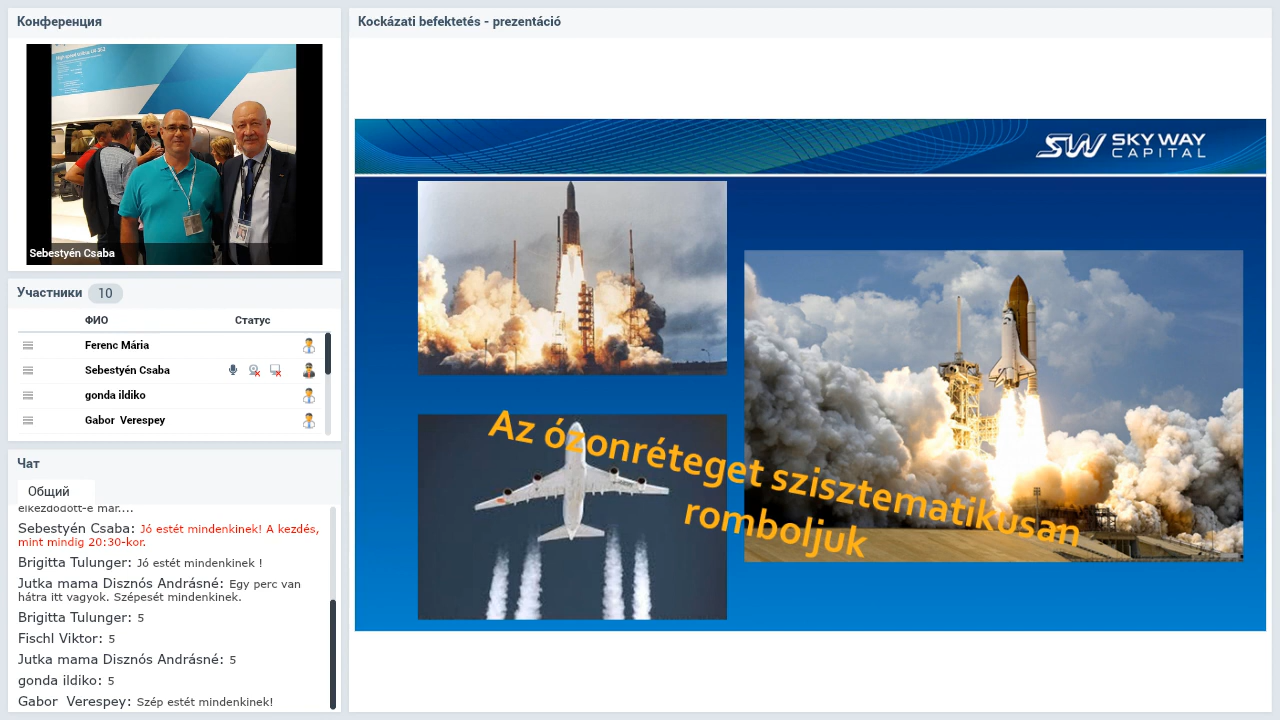 Конференция
Sebestyén Csaba
Участники 10
ФИО Статус
Ferenc Mária
Sebestyén Csaba
gonda ildiko
Gabor Verespey
Чат
Общий
elkezdődött-e már....
Sebestyén Csaba: Jó estét mindenkinek! A kezdés,
mint mindig 20:30-kor.
Brigitta Tulunger: Jó estét mindenkinek !
Jutka mama Disznós Andrásné: Egy perc van
hátra itt vagyok. Szépesét mindenkinek.
Brigitta Tulunger: 5
Fischl Viktor: 5
Jutka mama Disznós Andrásné: 5
gonda ildiko: 5
Gabor Verespey: Szép estét mindenkinek!
Kockázati befektetés - prezentáció
SW SKY WAY
CAPITAL
Az ózonréteget szisztematikusan
romboljuk